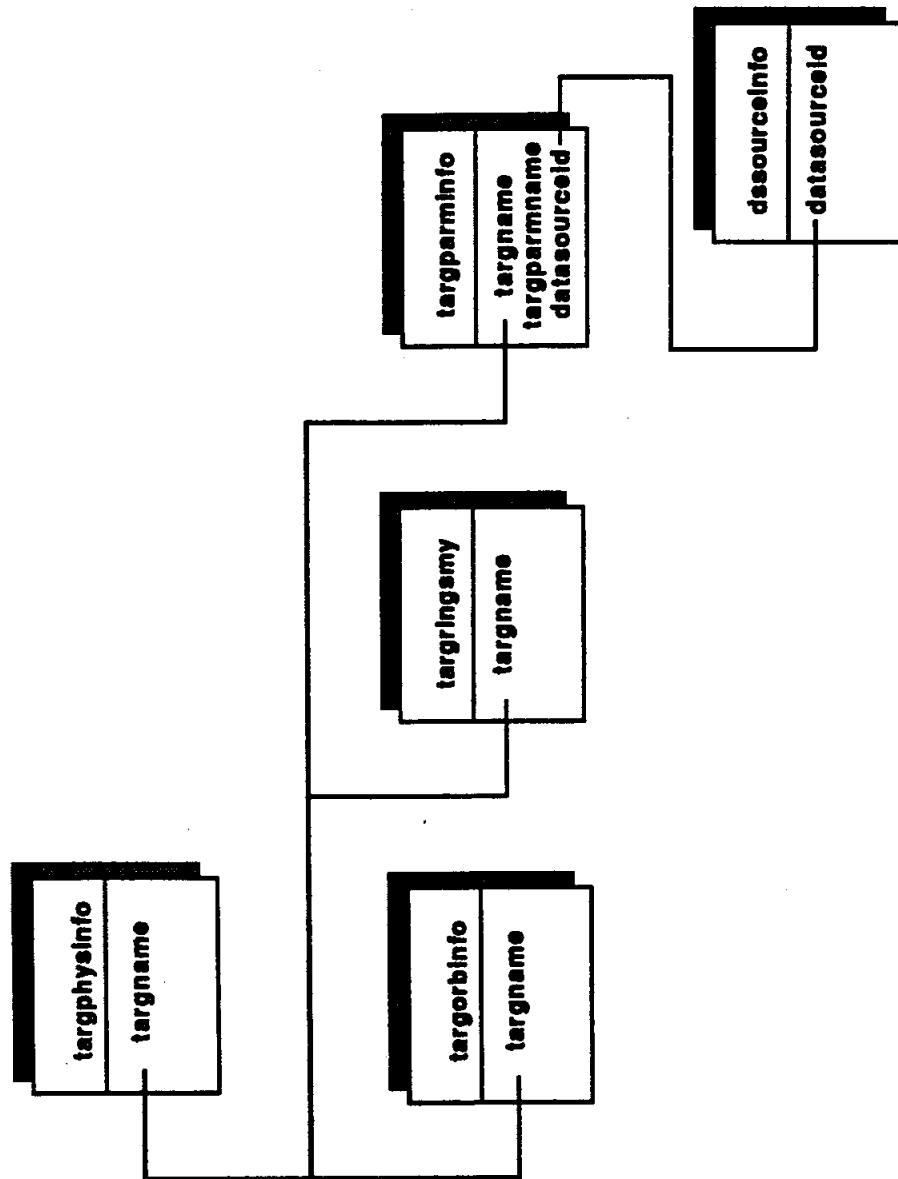 targphysinfo
targname
targorbinfo
targname
targringsmy
targname
targparminfo
targname
targparmname
datasourceid
dssourceinfo
datasourceid